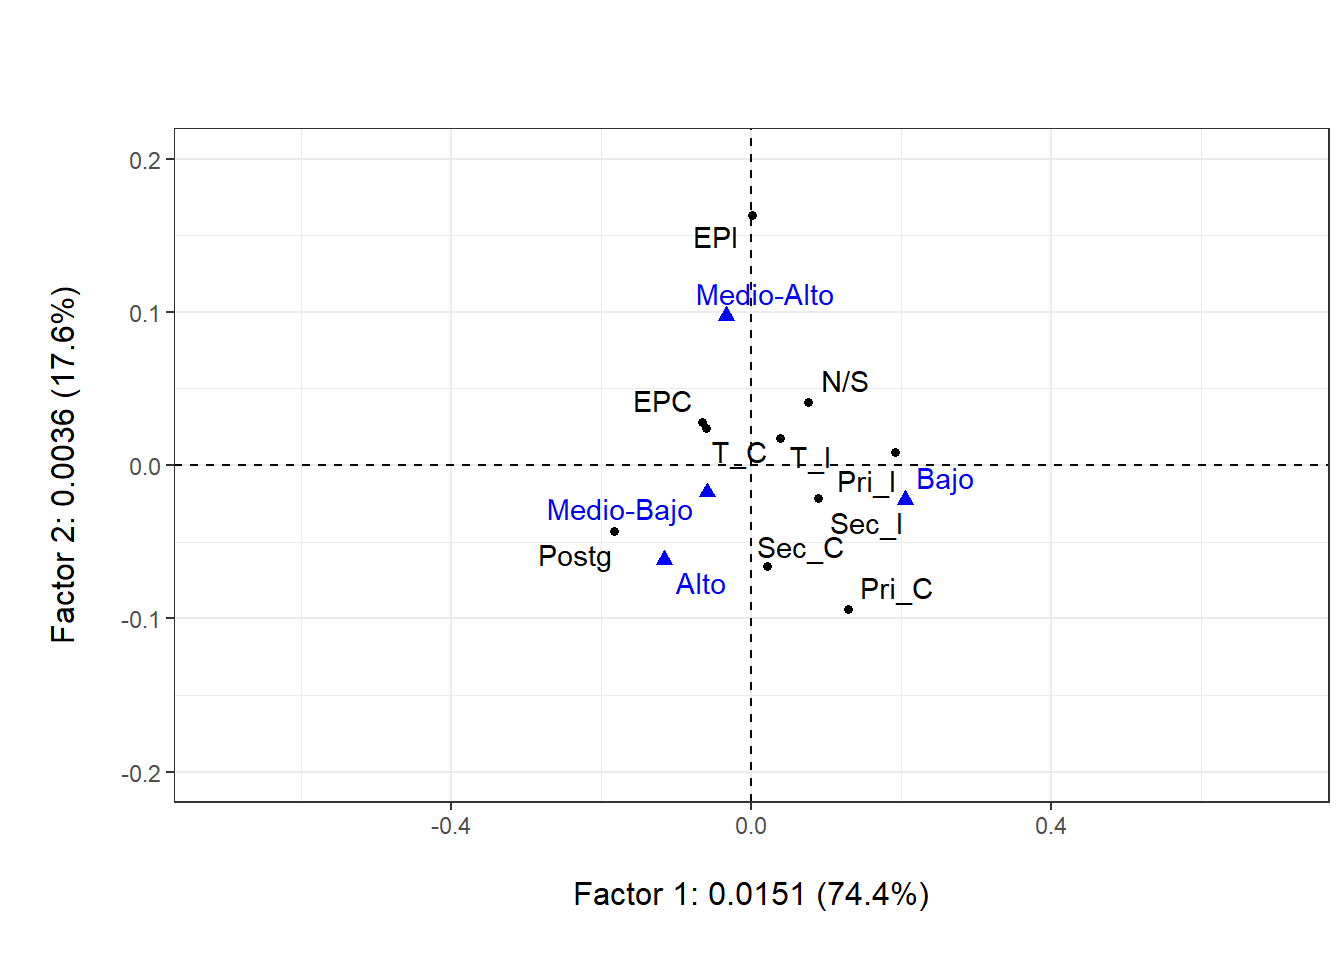 0.2
EPI
Medio-Alto
0.1
N/S
EPC
T_C
T_I
0.0
Pri_I
Bajo
Medio-Bajo
Sec_I
Sec_C
Postg
Alto
Pri_C
-0.1
-0.2
-0.4
0.0
0.4
Factor 1: 0.0151 (74.4%)
Factor 2: 0.0036 (17.6%)